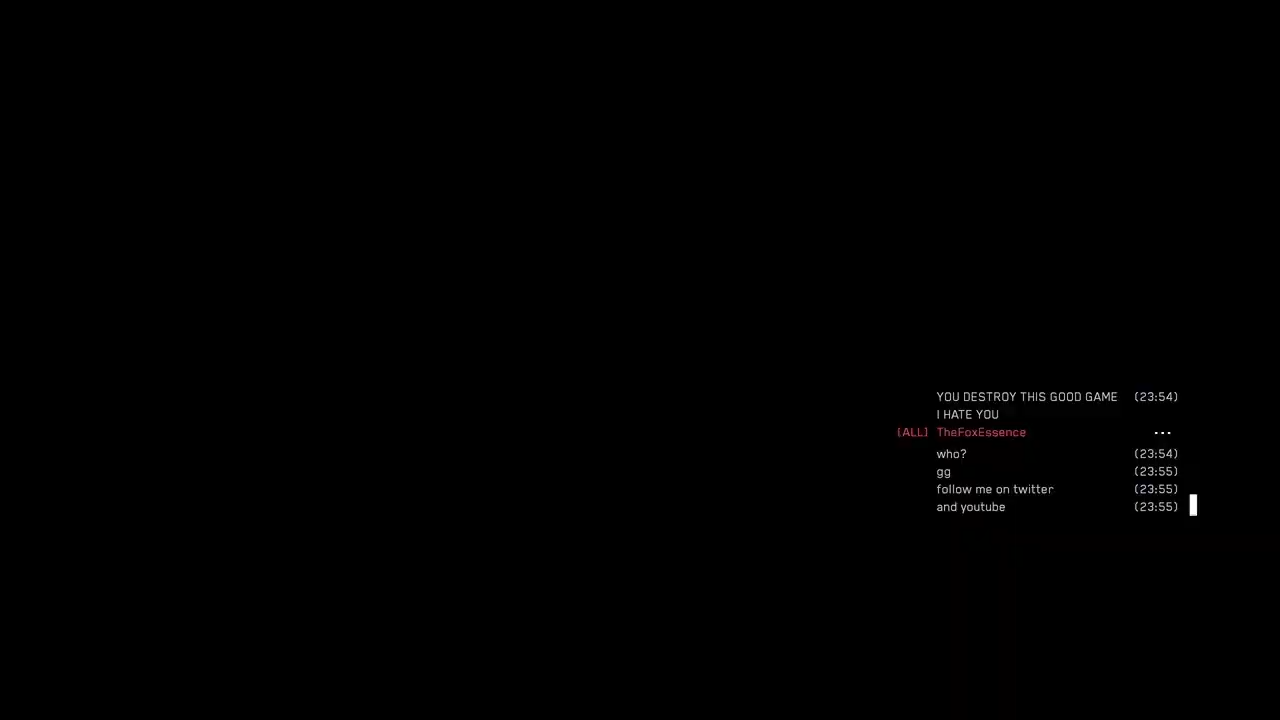 YOU DESTROY THIS GOOD GAME (23:54)
I HATE YOU
[ALL] TheFoxEssence ...
who? (23:54)
gg (23:55)
follow me on twitter (23:55)
and youtube (23:55)